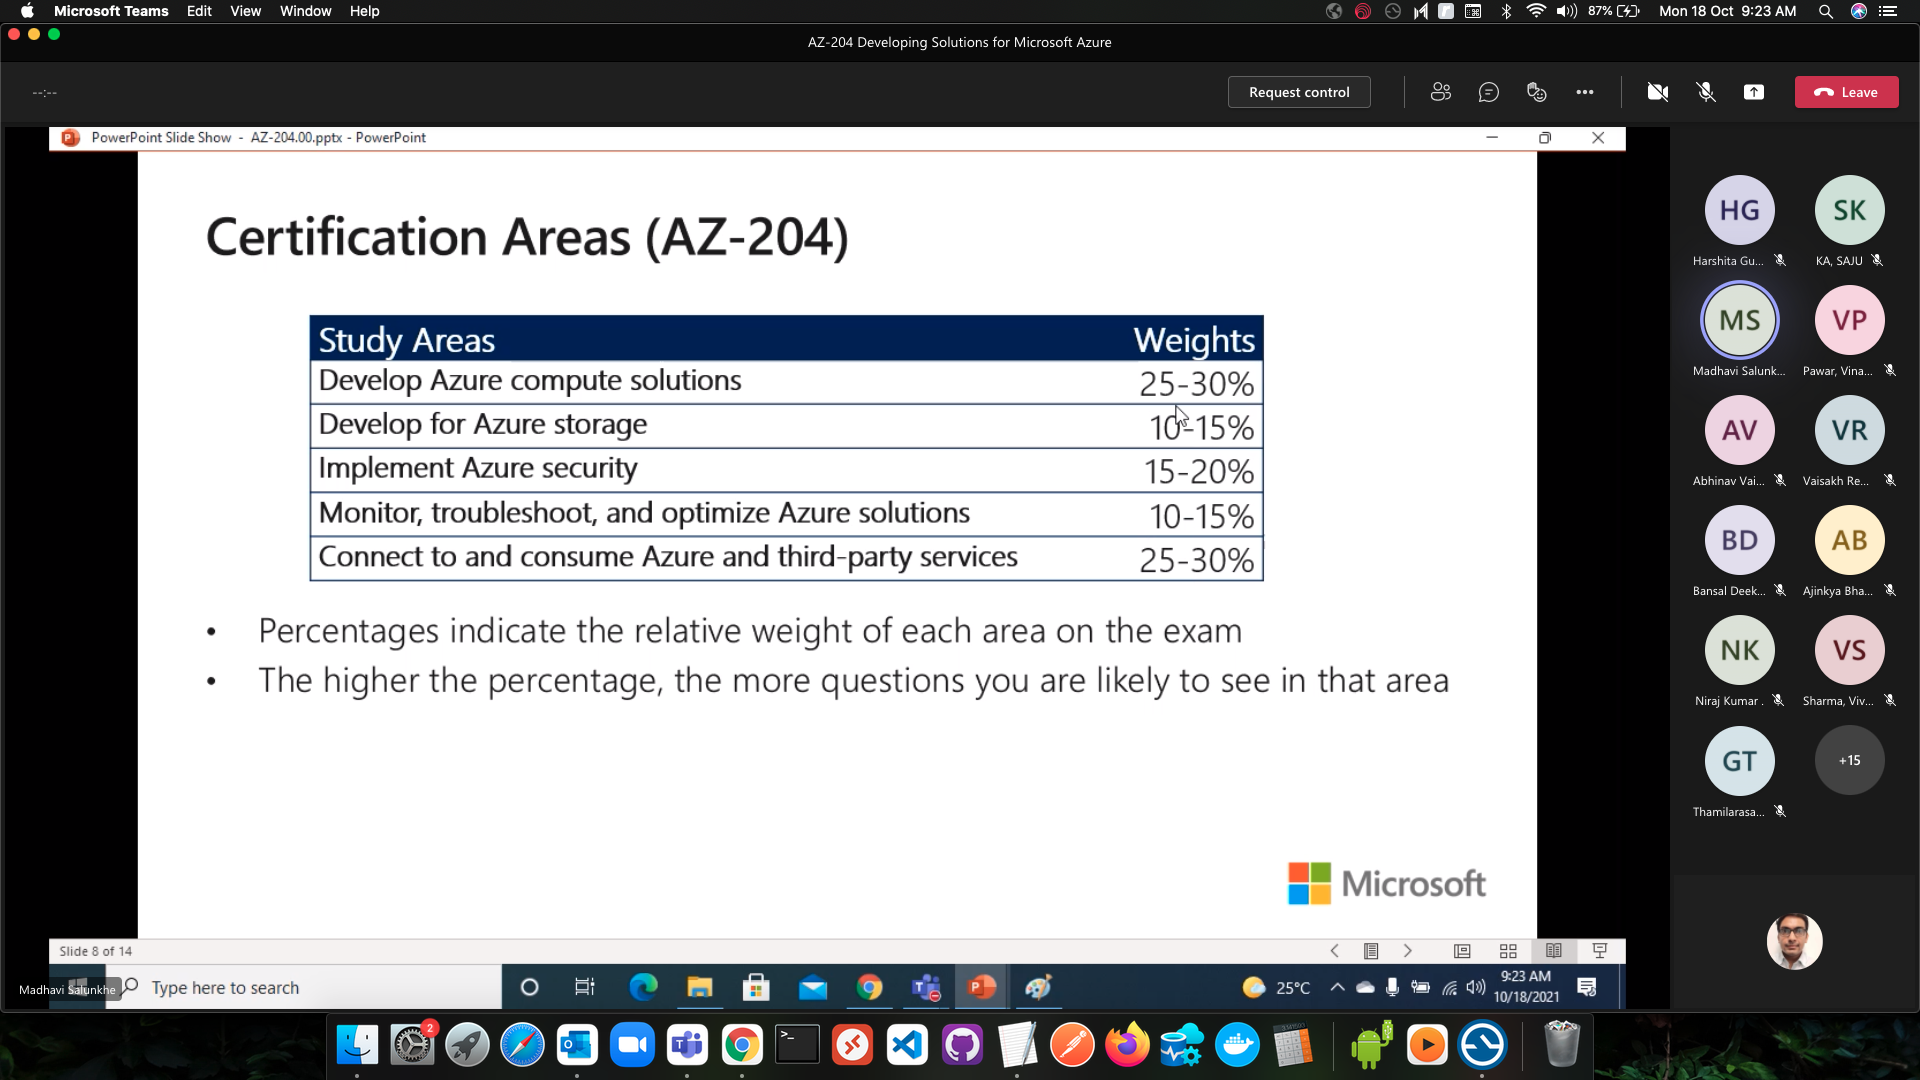 Microsoft Teams Edit View Window Help 87% Mon 18 Oct 9:23 AM
AZ-204 Developing Solutions for Microsoft Azure
--:-- Request control Leave
PowerPoint Slide Show - AZ-204.00.pptx - PowerPoint
Certification Areas (AZ-204)
Study Areas Weights
Develop Azure compute solutions 25-30%
Develop for Azure storage 10-15%
Implement Azure security 15-20%
Monitor, troubleshoot, and optimize Azure solutions 10-15%
Connect to and consume Azure and third-party services 25-30%
• Percentages indicate the relative weight of each area on the exam
• The higher the percentage, the more questions you are likely to see in that area
Microsoft
Slide 8 of 14
Madhavi Salunkhe
Type here to search
25°C
9:23 AM
10/18/2021
HG SK
Harshita Gu... KA, SAJU
MS VP
Madhavi Salunk... Pawar, Vina...
AV VR
Abhinav Vai... Vaisakh Re...
BD AB
Bansal Deek... Ajinkya Bha...
NK VS
Niraj Kumar . Sharma, Viv...
GT +15
Thamilarasa...
2